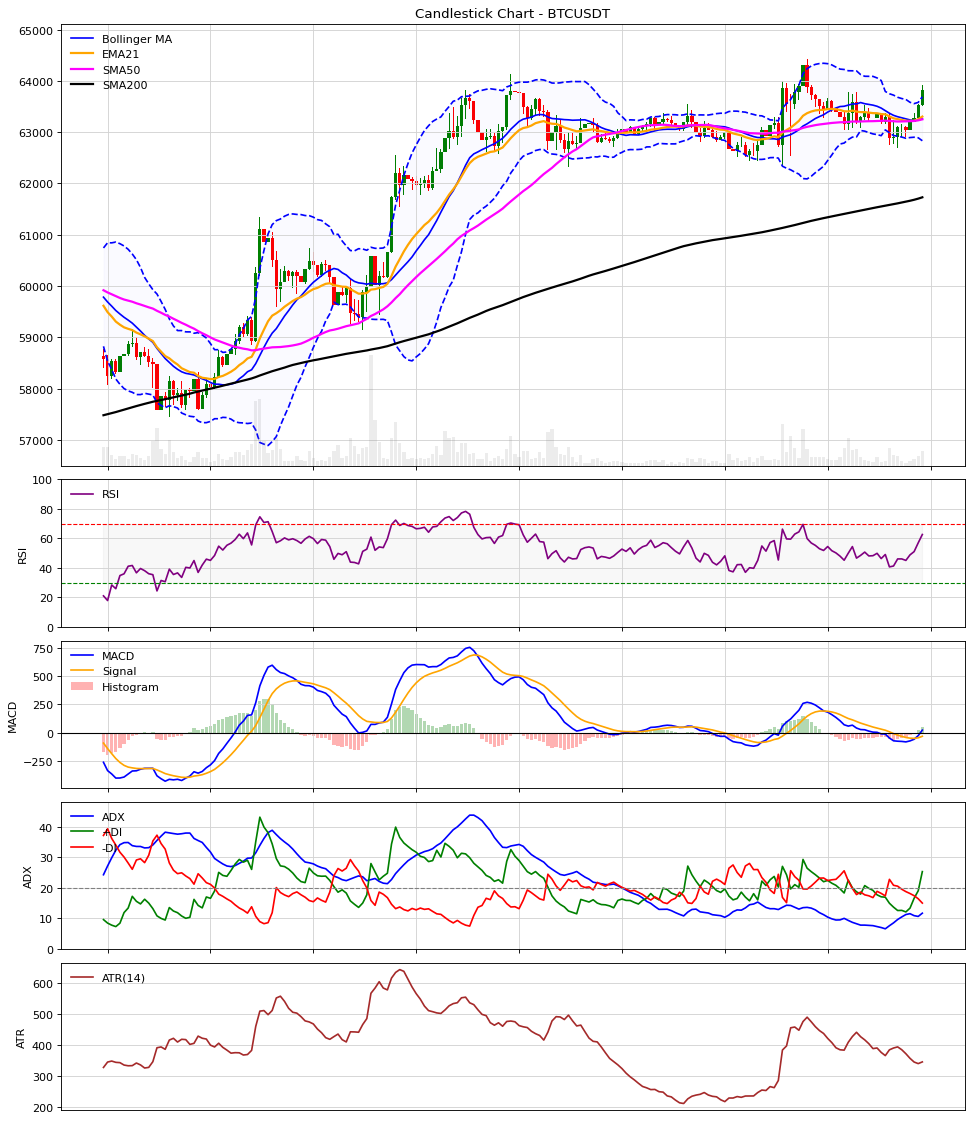 Candlestick Chart - BTCUSDT
65000
64000
63000
62000
61000
60000
59000
58000
57000
Bollinger MA
EMA21
SMA50
SMA200
RSI
100
80
60
40
20
0
RSI
MACD
750
500
250
0
−250
MACD
Signal
Histogram
ADX
40
30
20
10
0
ADX
+DI
-DI
ATR
600
500
400
300
200
ATR(14)